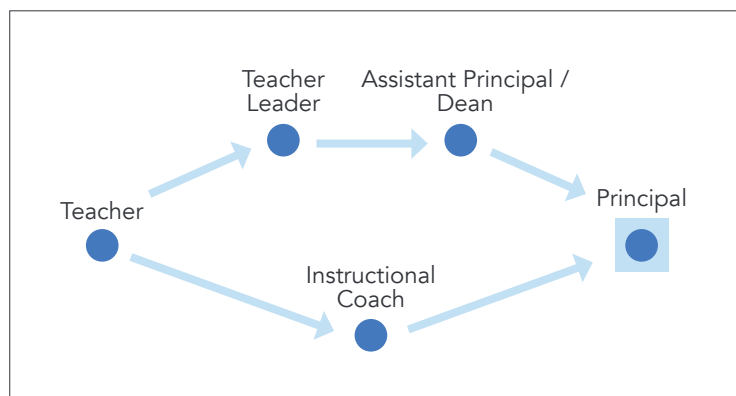 Teacher
Leader
Assistant Principal /
Dean
Teacher
Principal
Instructional
Coach